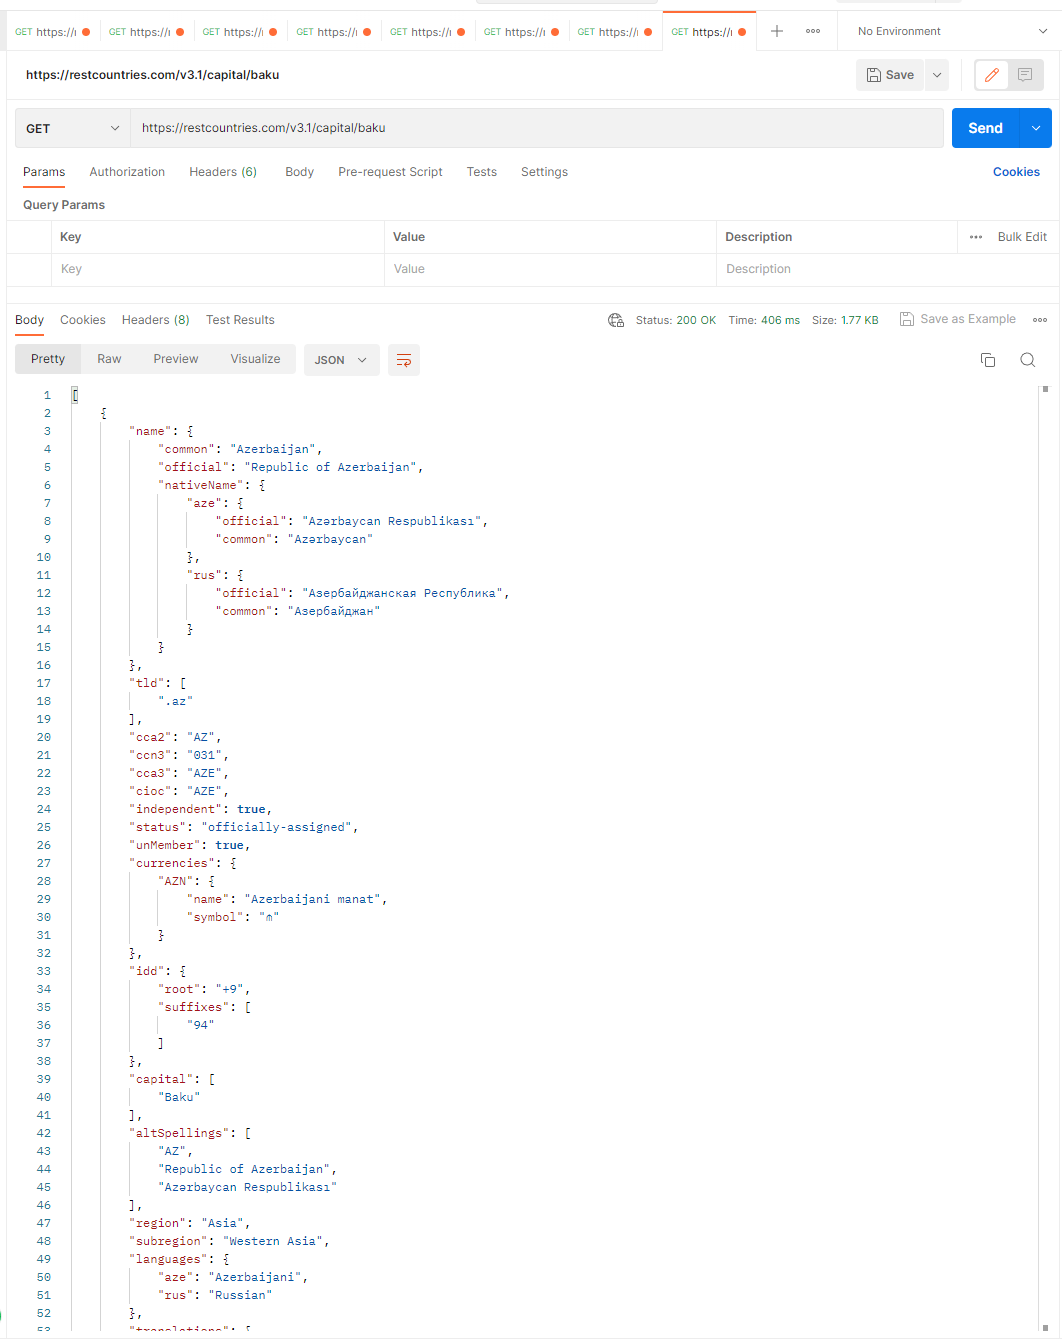 GET https://r GET https://r GET https://r GET https://r GET https://r GET https://r GET https://r GET https://r No Environment
https://restcountries.com/v3.1/capital/baku Save
GET https://restcountries.com/v3.1/capital/baku Send
Params Authorization Headers (6) Body Pre-request Script Tests Settings Cookies
Query Params
Key Value Description Bulk Edit
Key Value Description
Body Cookies Headers (8) Test Results Status: 200 OK Time: 406 ms Size: 1.77 KB Save as Example
Pretty Raw Preview Visualize JSON
1 [
2 {
3 "name": {
4 "common": "Azerbaijan",
5 "official": "Republic of Azerbaijan",
6 "nativeName": {
7 "aze": {
8 "official": "Azərbaycan Respublikası",
9 "common": "Azərbaycan"
10 },
11 "rus": {
12 "official": "Азербайджанская Республика",
13 "common": "Азербайджан"
14 }
15 }
16 },
17 "tld": [
18 ".az"
19 ],
20 "cca2": "AZ",
21 "ccn3": "031",
22 "cca3": "AZE",
23 "cioc": "AZE",
24 "independent": true,
25 "status": "officially-assigned",
26 "unMember": true,
27 "currencies": {
28 "AZN": {
29 "name": "Azerbaijani manat",
30 "symbol": "₼"
31 }
32 },
33 "idd": {
34 "root": "+9",
35 "suffixes": [
36 "94"
37 ]
38 },
39 "capital": [
40 "Baku"
41 ],
42 "altSpellings": [
43 "AZ",
44 "Republic of Azerbaijan",
45 "Azərbaycan Respublikası"
46 ],
47 "region": "Asia",
48 "subregion": "Western Asia",
49 "languages": {
50 "aze": "Azerbaijani",
51 "rus": "Russian"
52 },
53 "translations": {